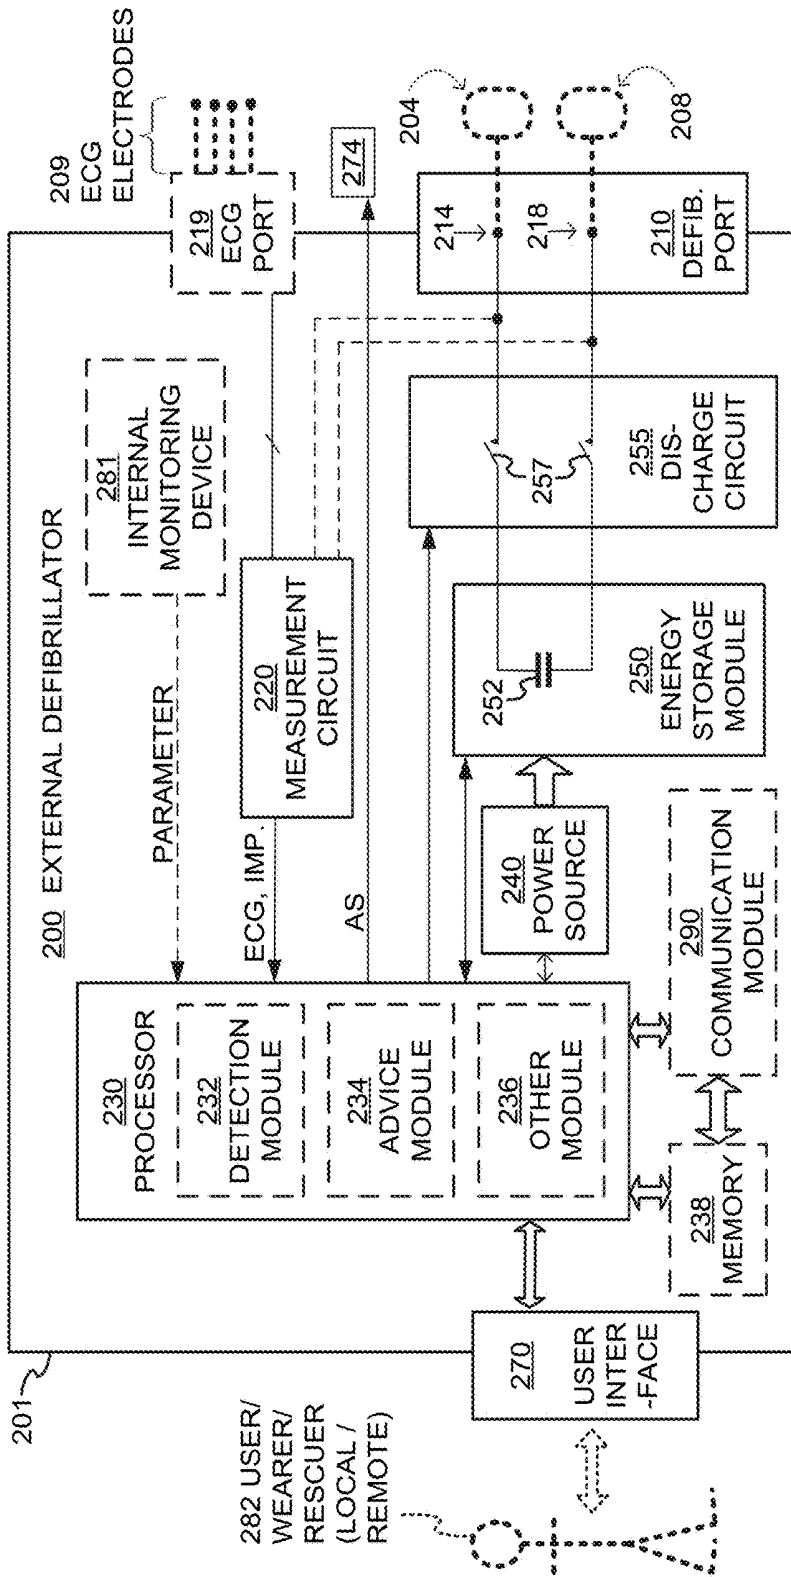 200 EXTERNAL DEFIBRILLATOR
201
209
ECG
ELECTRODES
219
ECG
PORT
281
INTERNAL
MONITORING
DEVICE
PARAMETER
274
220
MEASUREMENT
CIRCUIT
ECG, IMP.
AS
230
PROCESSOR
232
DETECTION
MODULE
234
ADVICE
MODULE
236
OTHER
MODULE
204
208
214
218
210
DEFIB.
PORT
257
255
DIS-
CHARGE
CIRCUIT
252
250
ENERGY
STORAGE
MODULE
240
POWER
SOURCE
290
COMMUNICATION
MODULE
238
MEMORY
270
USER
INTER
-FACE
282 USER/
WEARER/
RESCUER
(LOCAL /
REMOTE)